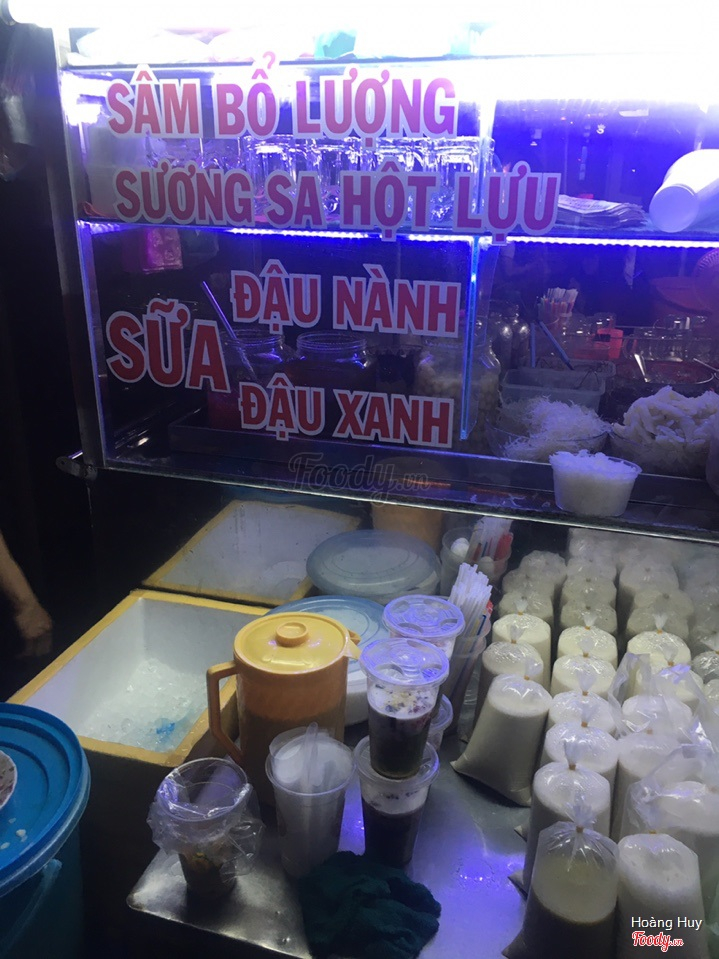 SÂM BỔ LƯỢNG
SƯƠNG SA HỘT LỰU
SỮA
ĐẬU NÀNH
ĐẬU XANH
Foody.vn
Hoàng Huy
Foody.vn